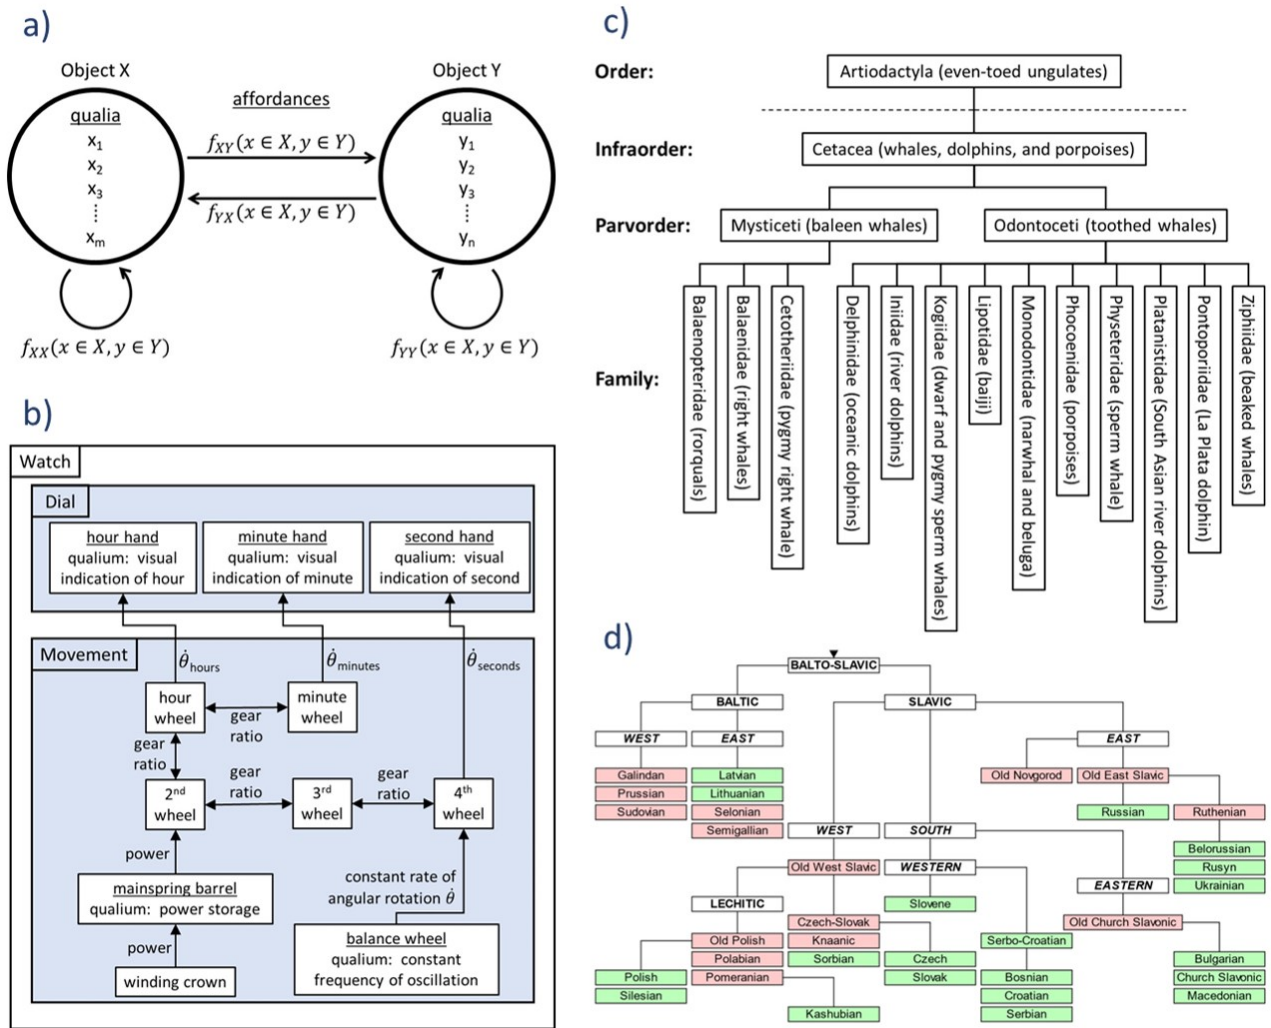 a)
Object X
qualia
x1
x2
x3
xm
affordances
fXY(x ∈ X, y ∈ Y)
fYX(x ∈ X, y ∈ Y)
Object Y
qualia
y1
y2
y3
yn
fXX(x ∈ X, y ∈ Y)
fYY(x ∈ X, y ∈ Y)
b)
Watch
Dial
hour hand
qualium: visual
indication of hour
minute hand
qualium: visual
indication of minute
second hand
qualium: visual
indication of second
Movement
θ̇hours
θ̇minutes
θ̇seconds
hour
wheel
gear
ratio
minute
wheel
gear
ratio
2nd
wheel
gear
ratio
3rd
wheel
gear
ratio
4th
wheel
power
mainspring barrel
qualium: power storage
power
winding crown
constant rate of
angular rotation θ̇
balance wheel
qualium: constant
frequency of oscillation
c)
Order:
Artiodactyla (even-toed ungulates)
Infraorder:
Cetacea (whales, dolphins, and porpoises)
Parvorder:
Mysticeti (baleen whales)
Odontoceti (toothed whales)
Family:
Balaenopteridae (rorquals)
Balaenidae (right whales)
Cetotheriidae (pygmy right whale)
Delphinidae (oceanic dolphins)
Iniidae (river dolphins)
Kogiidae (dwarf and pygmy sperm whales)
Lipotidae (baiji)
Monodontidae (narwhal and beluga)
Phocoenidae (porpoises)
Physeteridae (sperm whale)
Platanistidae (South Asian river dolphins)
Pontoporiidae (La Plata dolphin)
Ziphiidae (beaked whales)
d)
BALTO-SLAVIC
BALTIC
SLAVIC
WEST
EAST
EAST
Galindan
Prussian
Sudovian
Latvian
Lithuanian
Selonian
Semigallian
Old Novgorod
Old East Slavic
Russian
Ruthenian
Belorussian
Rusyn
Ukrainian
WEST
SOUTH
Old West Slavic
WESTERN
EASTERN
LECHITIC
Slovene
Czech-Slovak
Old Church Slavonic
Old Polish
Knaanic
Serbo-Croatian
Polabian
Sorbian
Czech
Bulgarian
Polish
Pomeranian
Slovak
Bosnian
Church Slavonic
Silesian
Croatian
Macedonian
Kashubian
Serbian